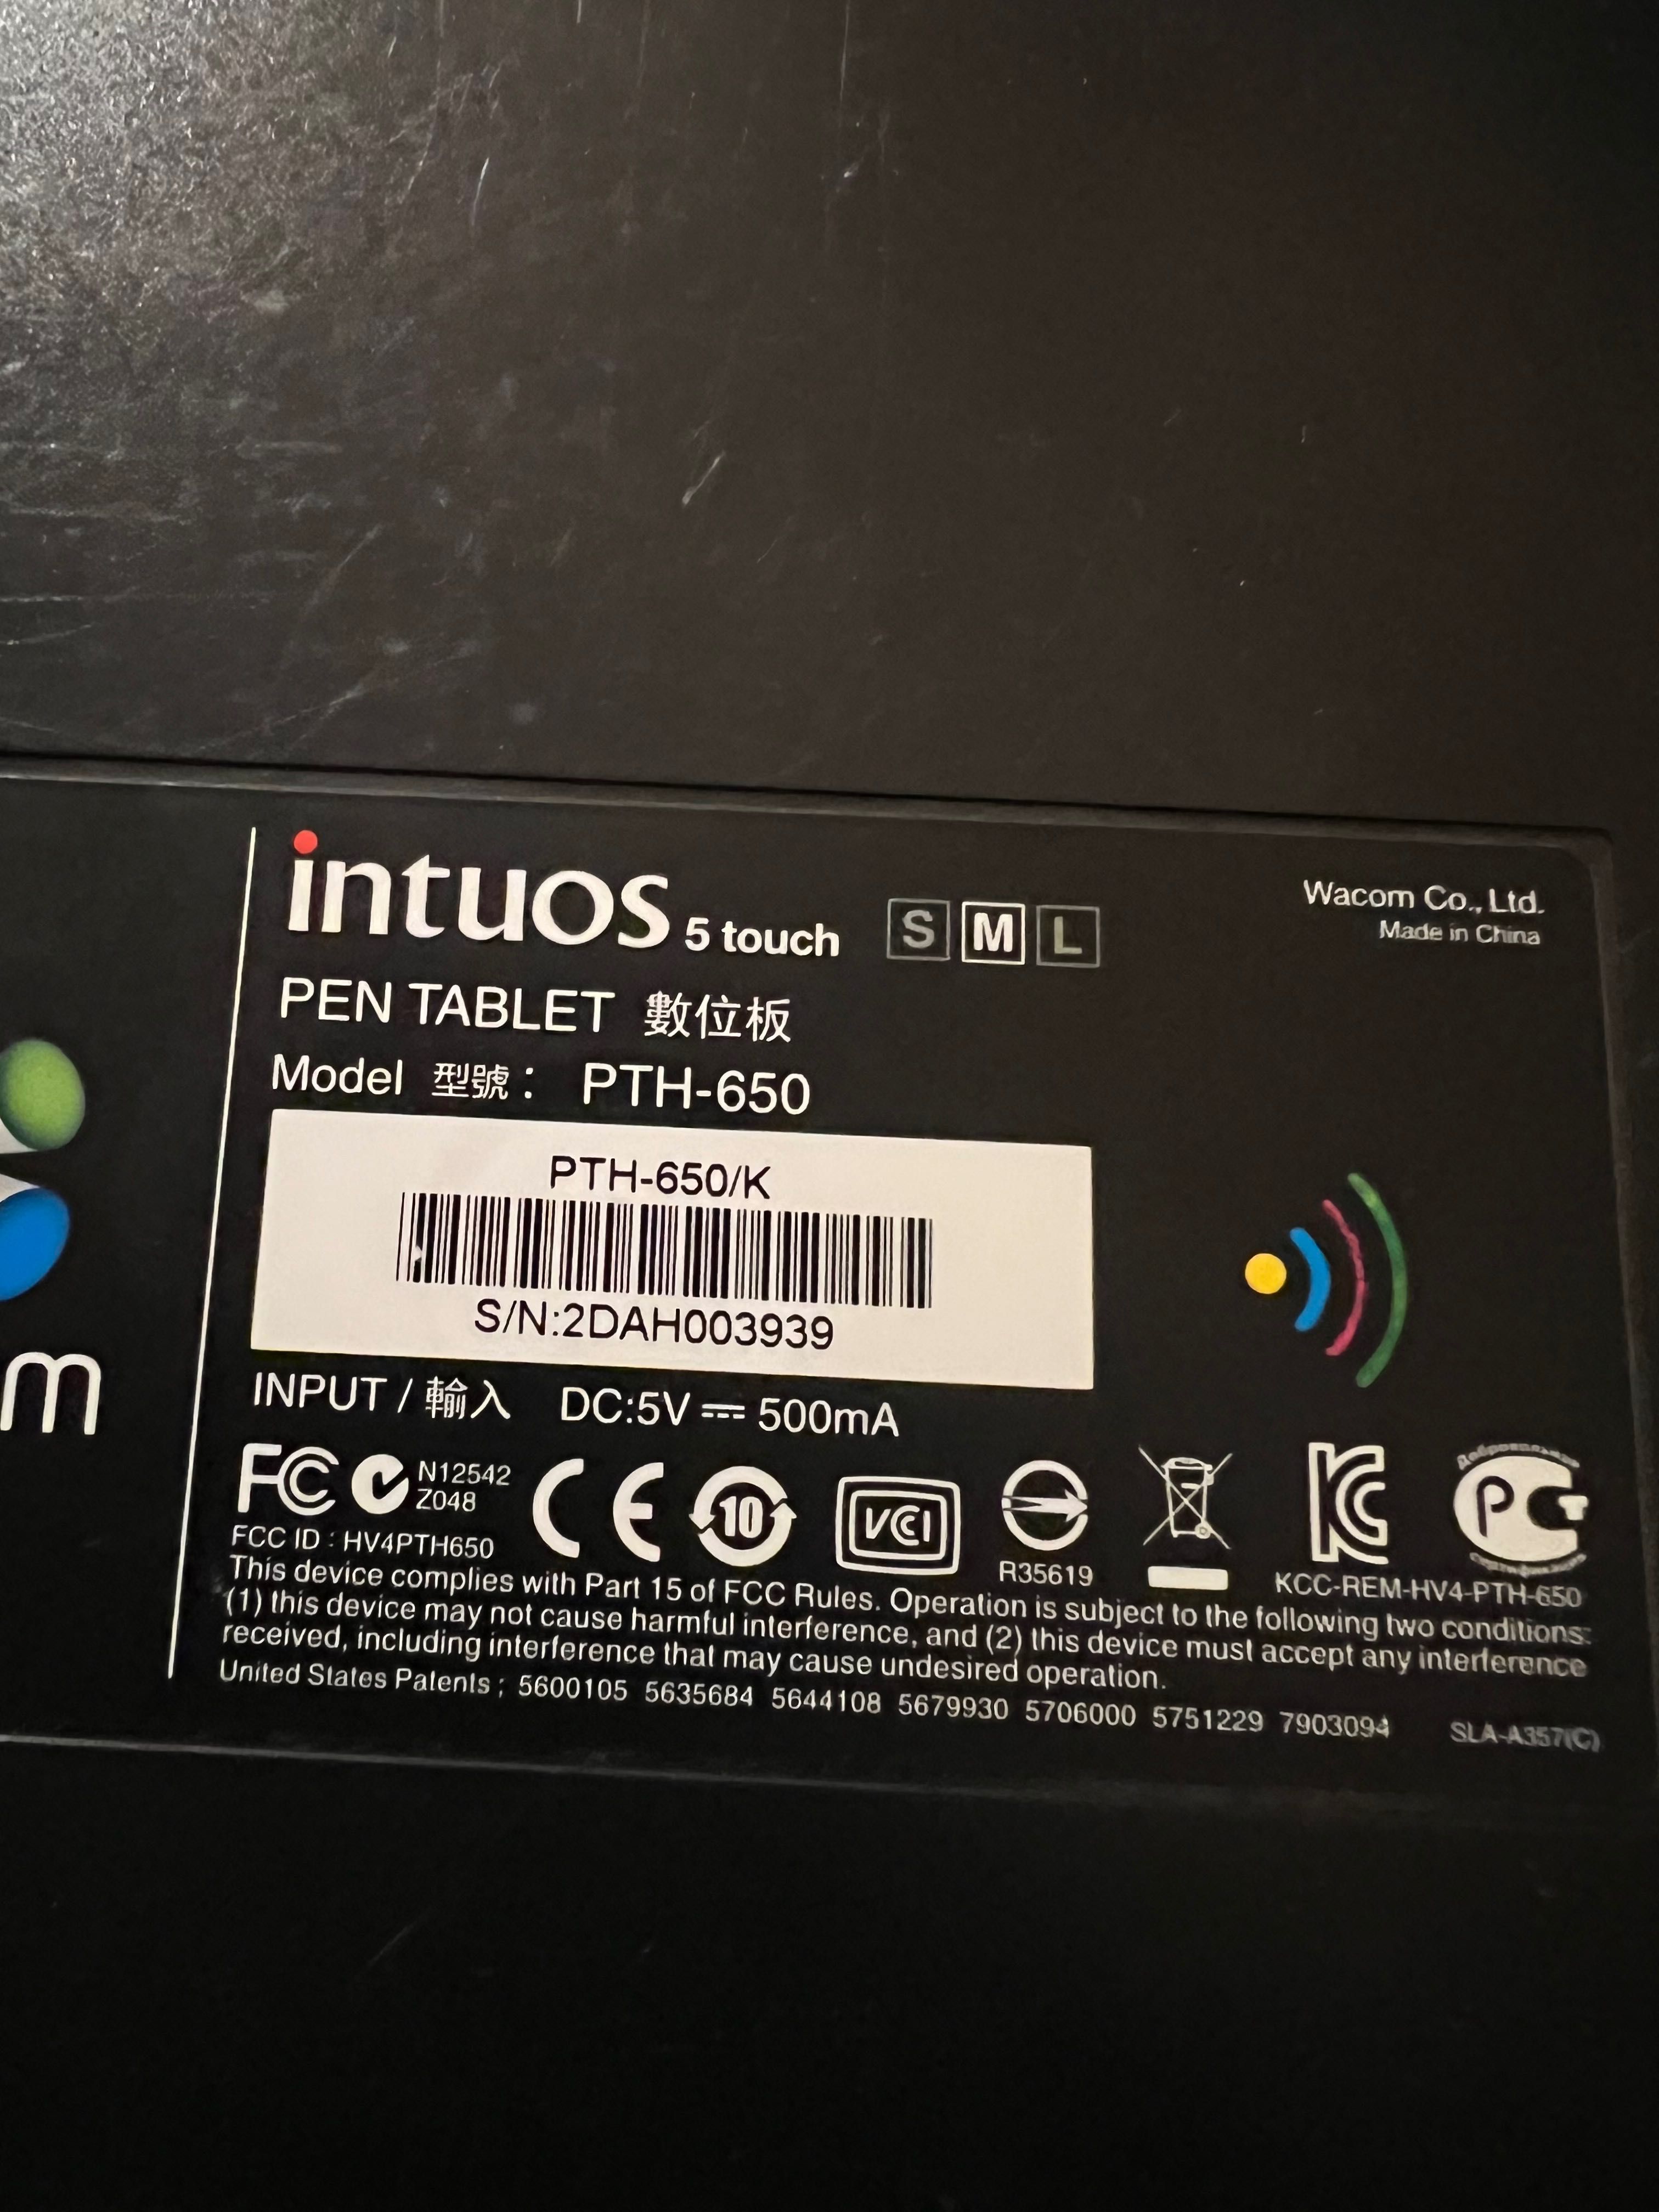 intuos 5 touch S M L
Wacom Co., Ltd.
Made in China
PEN TABLET 數位板
Model 型號： PTH-650
PTH-650/K
S/N:2DAH003939
m
INPUT / 輸入 DC:5V ⎓ 500mA
FC N12542
Z048
CE
10
VCI
R35619
KC
PCT
FCC ID : HV4PTH650
KCC-REM-HV4-PTH-650
This device complies with Part 15 of FCC Rules. Operation is subject to the following two conditions:
(1) this device may not cause harmful interference, and (2) this device must accept any interference
received, including interference that may cause undesired operation.
United States Patents ; 5600105 5635684 5644108 5679930 5706000 5751229 7903094
SLA-A357(C)